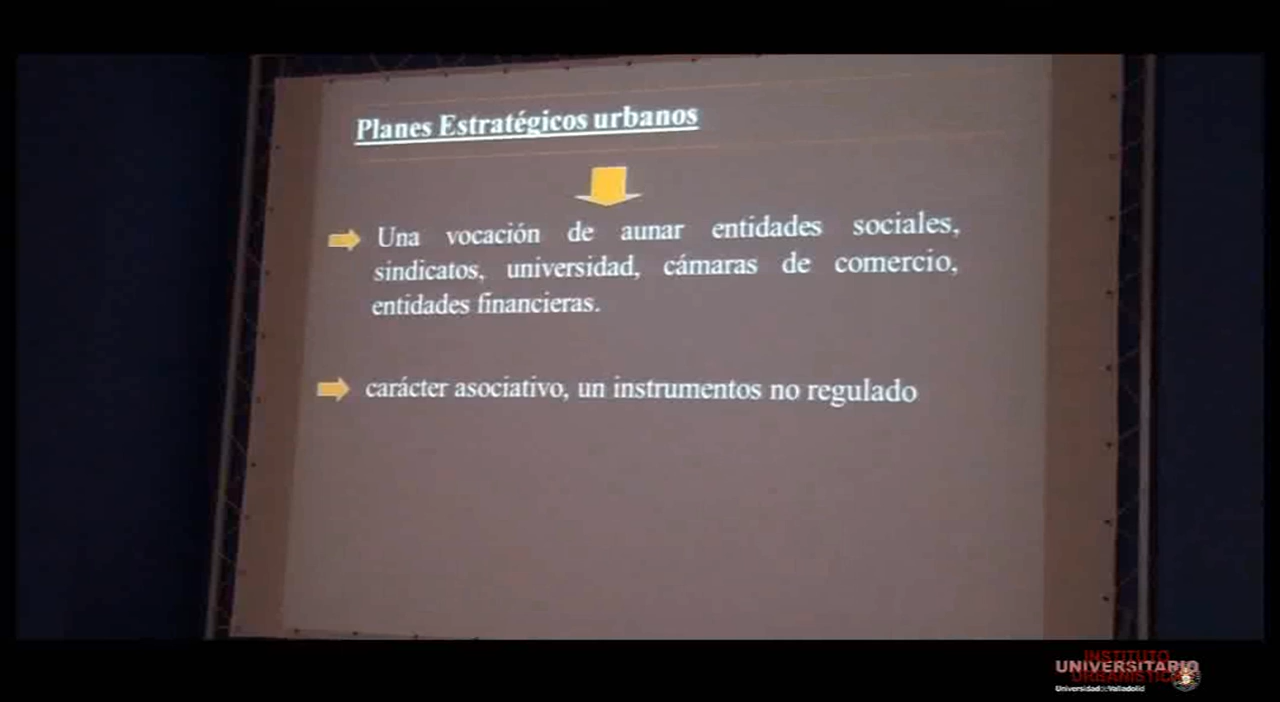 Planes Estratégicos urbanos
Una vocación de aunar entidades sociales,
sindicatos, universidad, cámaras de comercio,
entidades financieras.
carácter asociativo, un instrumentos no regulado
INSTITUTO
UNIVERSITARIO
URBANÍSTICA
Universidad de Valladolid